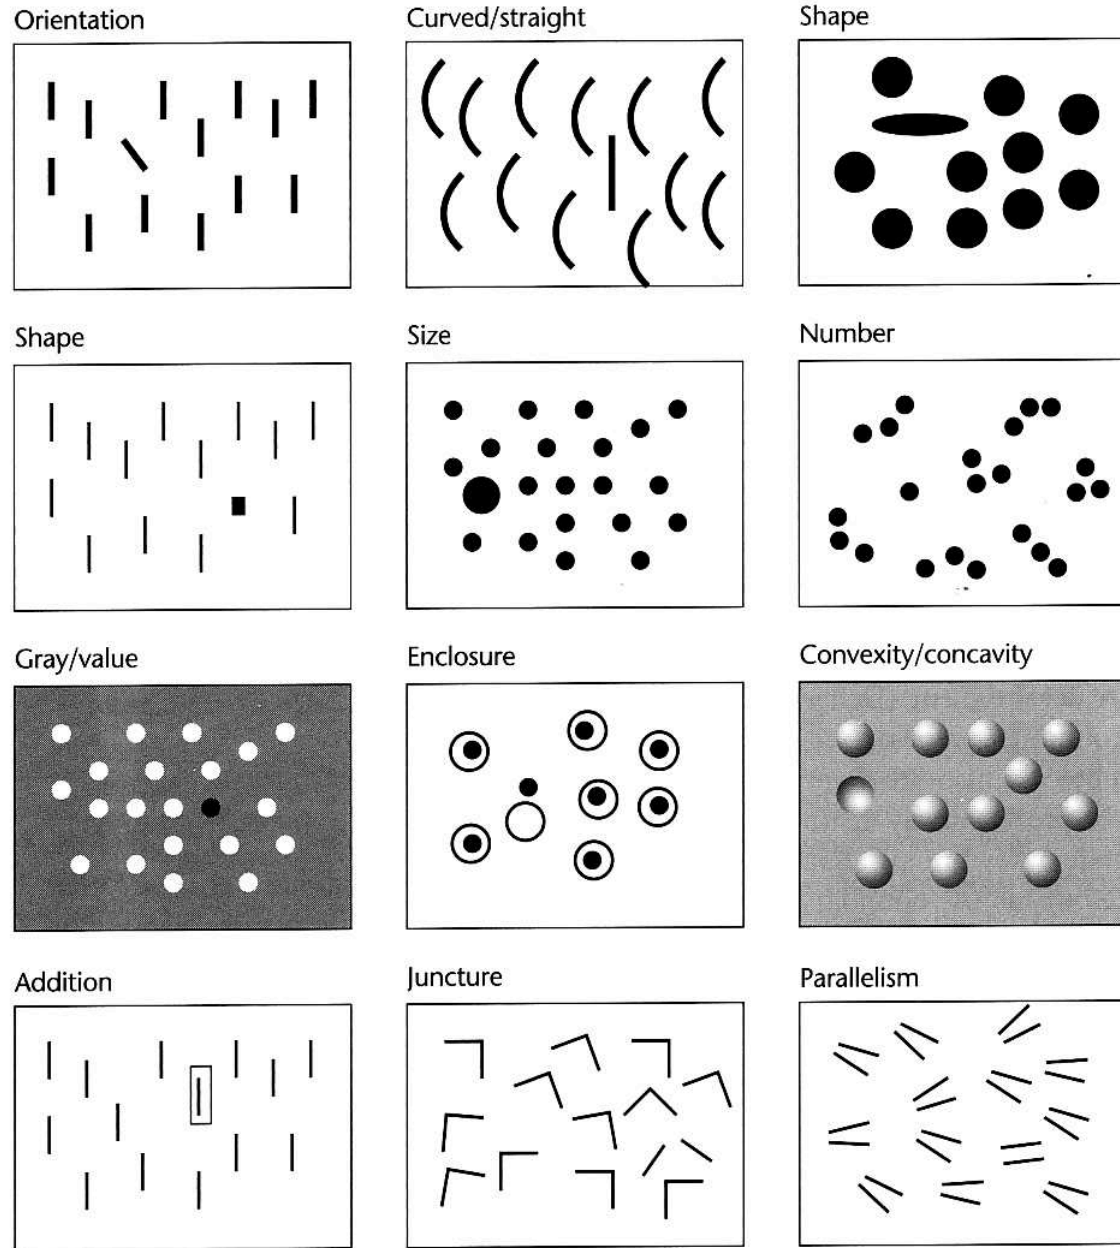 Orientation
Curved/straight
Shape
Shape
Size
Number
Gray/value
Enclosure
Convexity/concavity
Addition
Juncture
Parallelism